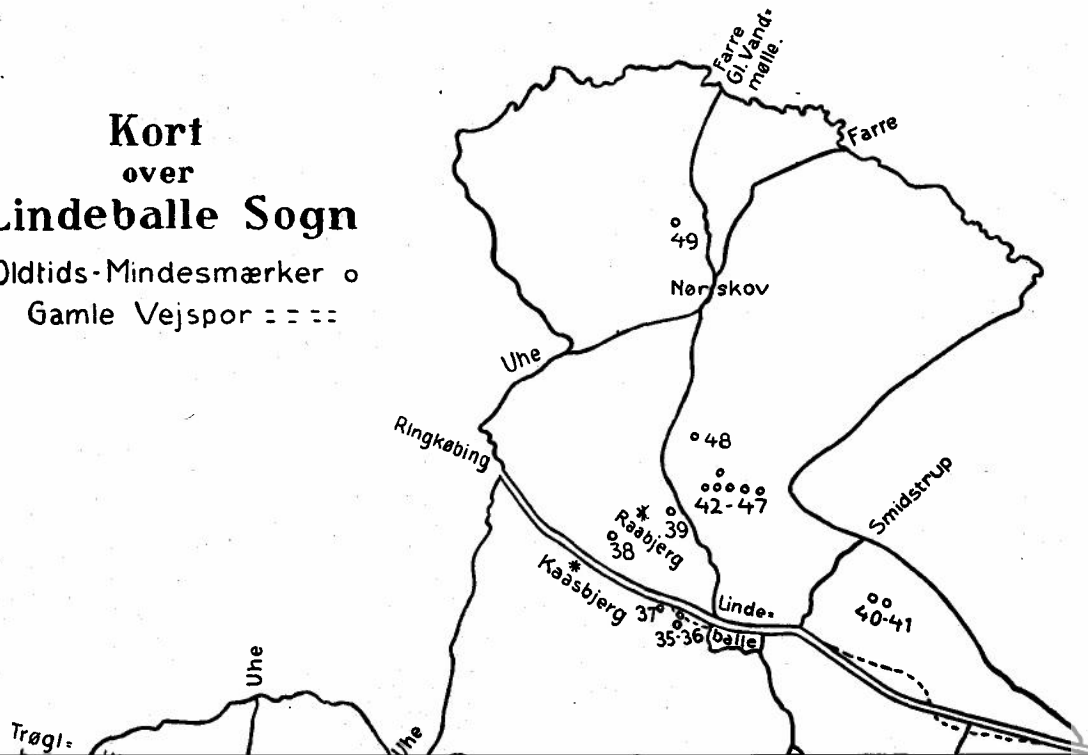 Kort
over
Lindeballe Sogn
Oldtids-Mindesmærker o
Gamle Vejspor ::::
Farre
Gl. Vand=
mølle.
Farre
49
Nørskov
Uhe
Ringkøbing
48
42-47
Smidstrup
39
Raabjerg
38
Kaasbjerg
37
35-36
Linde=
balle
40-41
Uhe
Uhe
Trøgl=